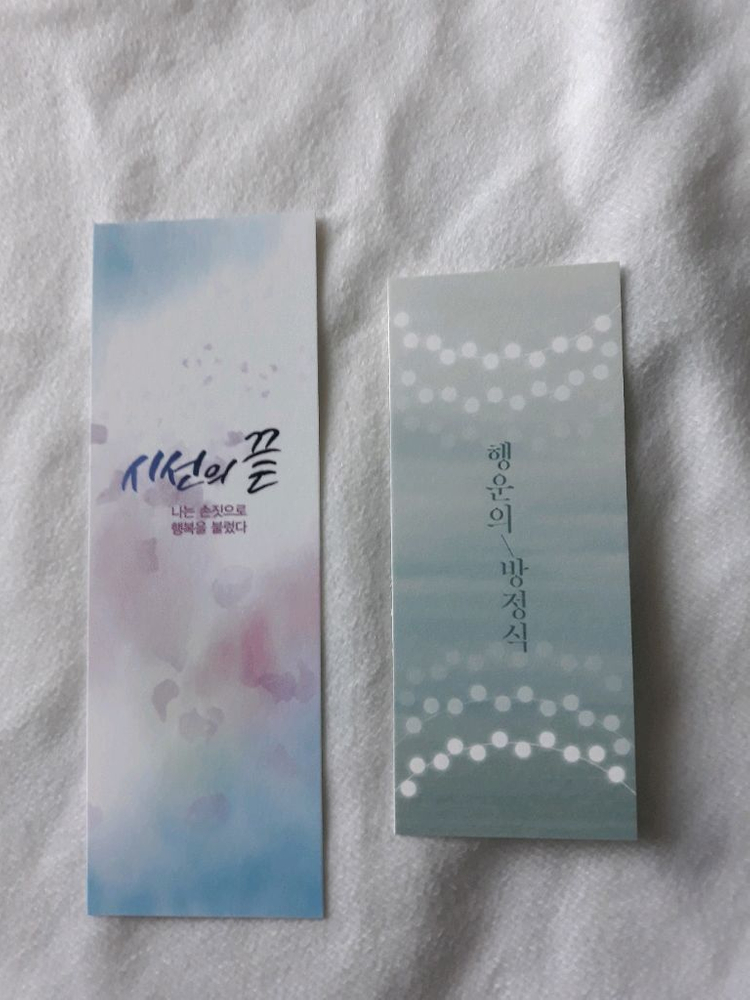 시선의 끝
나는 손짓으로
행복을 불렀다
행운의
방정식